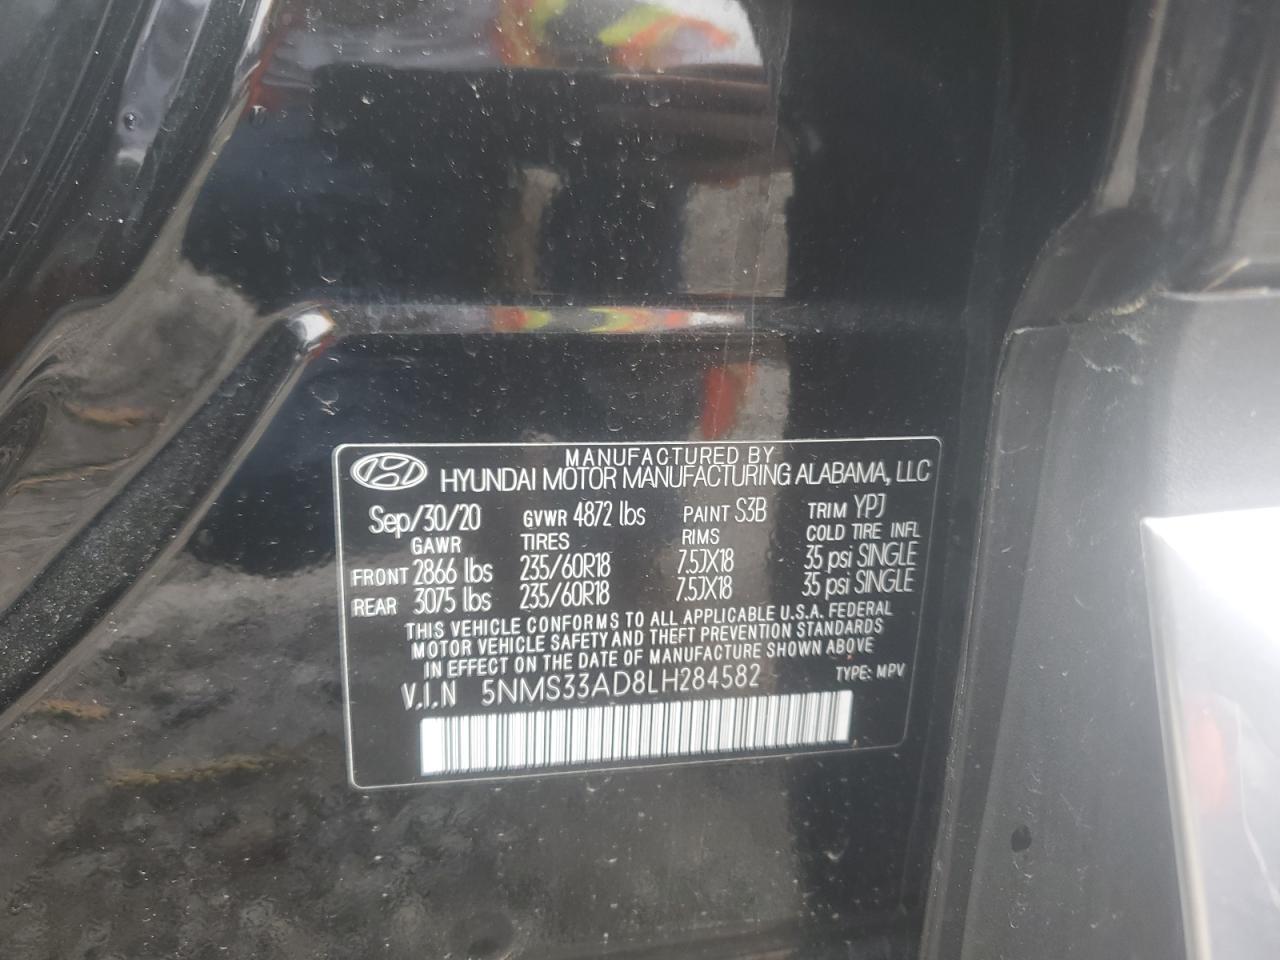 MANUFACTURED BY
HYUNDAI MOTOR MANUFACTURING ALABAMA, LLC
Sep/30/20 GVWR 4872 lbs PAINT S3B TRIM YPJ
GAWR TIRES RIMS COLD TIRE INFL
FRONT 2866 lbs 235/60R18 7.5JX18 35 psi SINGLE
REAR 3075 lbs 235/60R18 7.5JX18 35 psi SINGLE
THIS VEHICLE CONFORMS TO ALL APPLICABLE U.S.A. FEDERAL
MOTOR VEHICLE SAFETY AND THEFT PREVENTION STANDARDS
IN EFFECT ON THE DATE OF MANUFACTURE SHOWN ABOVE
V.I.N 5NMS33AD8LH284582 TYPE: MPV